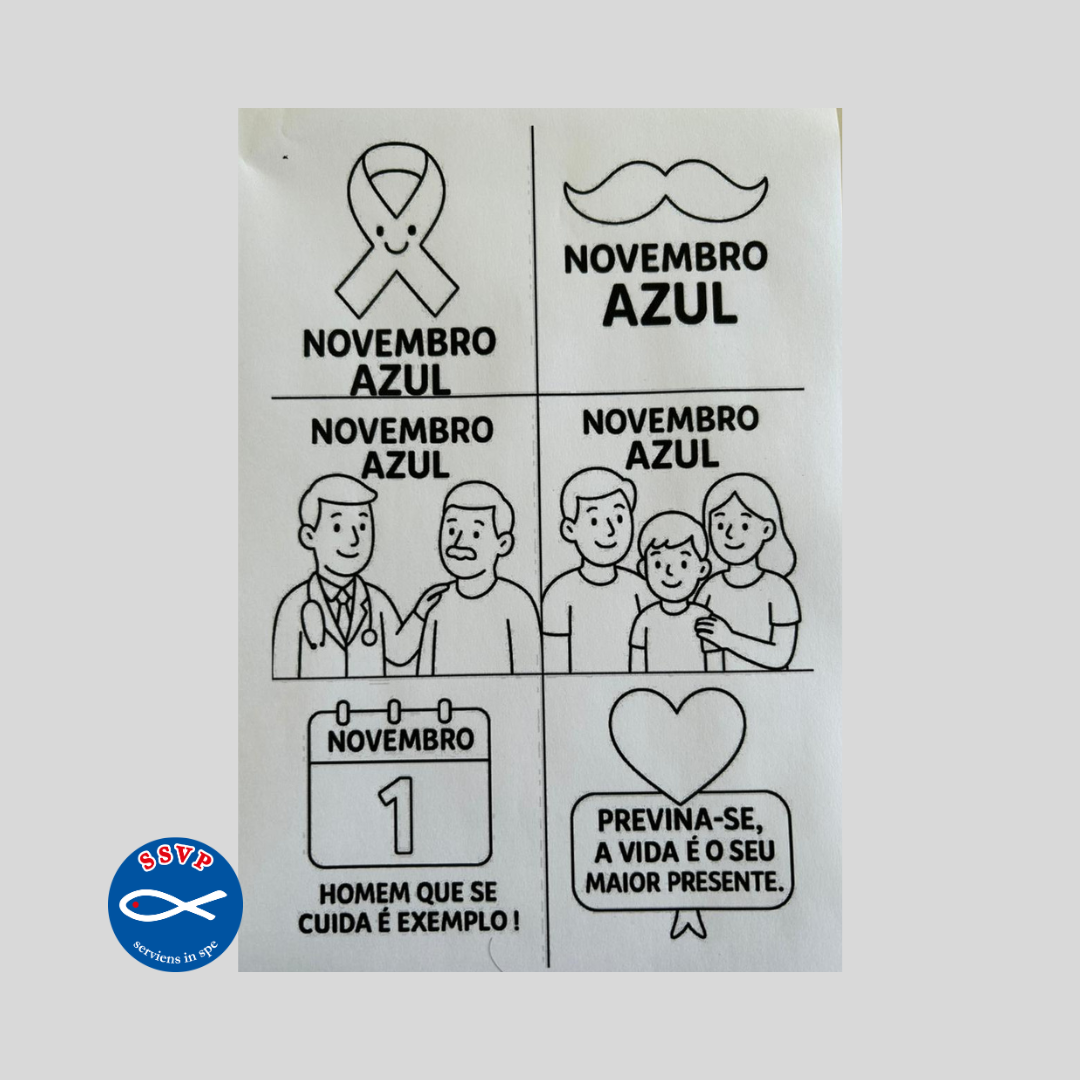 NOVEMBRO
AZUL
NOVEMBRO
AZUL
NOVEMBRO
AZUL
NOVEMBRO
AZUL
NOVEMBRO
1
HOMEM QUE SE
CUIDA É EXEMPLO !
PREVINA-SE,
A VIDA É O SEU
MAIOR PRESENTE.
SSVP
serviens in spe